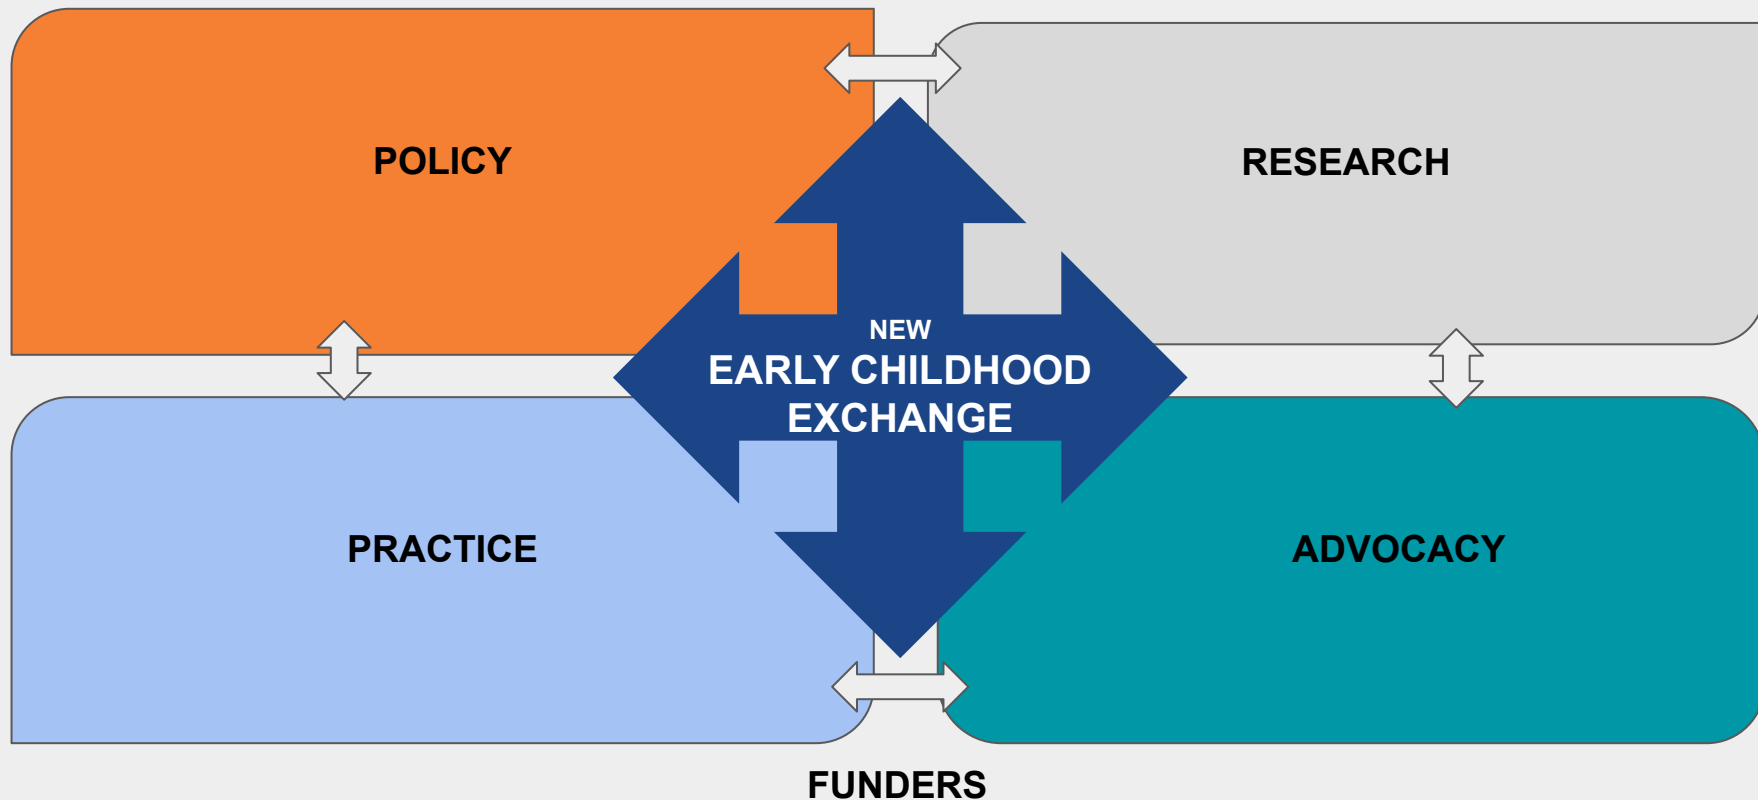 POLICY
RESEARCH
NEW
EARLY CHILDHOOD
EXCHANGE
PRACTICE
ADVOCACY
FUNDERS